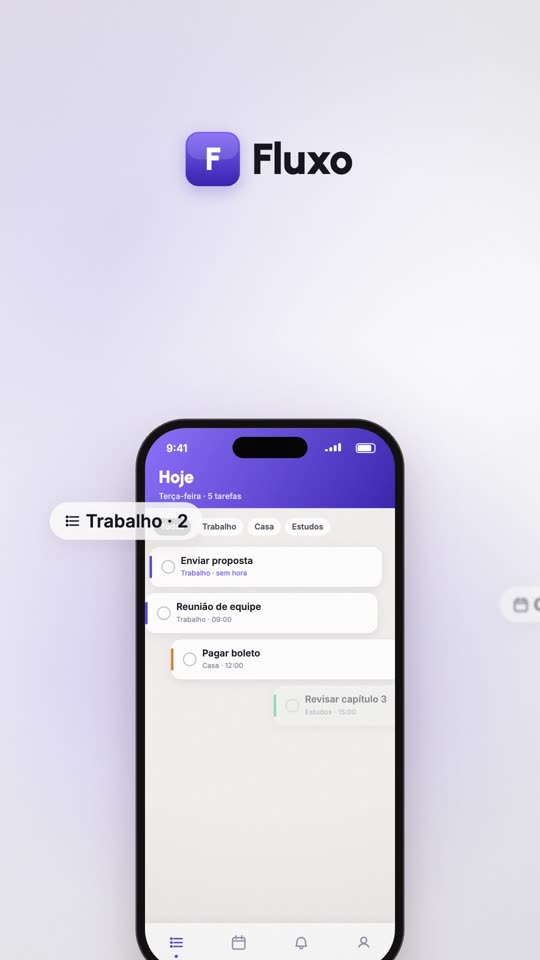 F Fluxo
9:41
Hoje
Terça-feira · 5 tarefas
Trabalho · 2
Trabalho Casa Estudos
Enviar proposta
Trabalho · sem hora
Reunião de equipe
Trabalho · 09:00
Pagar boleto
Casa · 12:00
Revisar capítulo 3
Estudos · 15:00